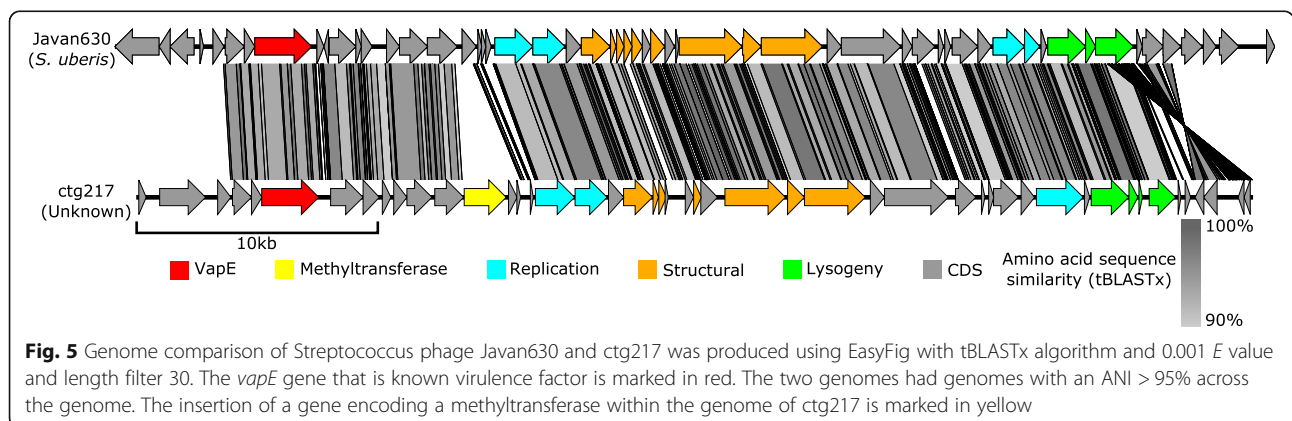 Javan630
(S. uberis)
ctg217
(Unknown)
10kb
VapE
Methyltransferase
Replication
Structural
Lysogeny
CDS
Amino acid sequence
similarity (tBLASTx)
100%
90%
Fig. 5 Genome comparison of Streptococcus phage Javan630 and ctg217 was produced using EasyFig with tBLASTx algorithm and 0.001 E value
and length filter 30. The vapE gene that is known virulence factor is marked in red. The two genomes had genomes with an ANI > 95% across
the genome. The insertion of a gene encoding a methyltransferase within the genome of ctg217 is marked in yellow